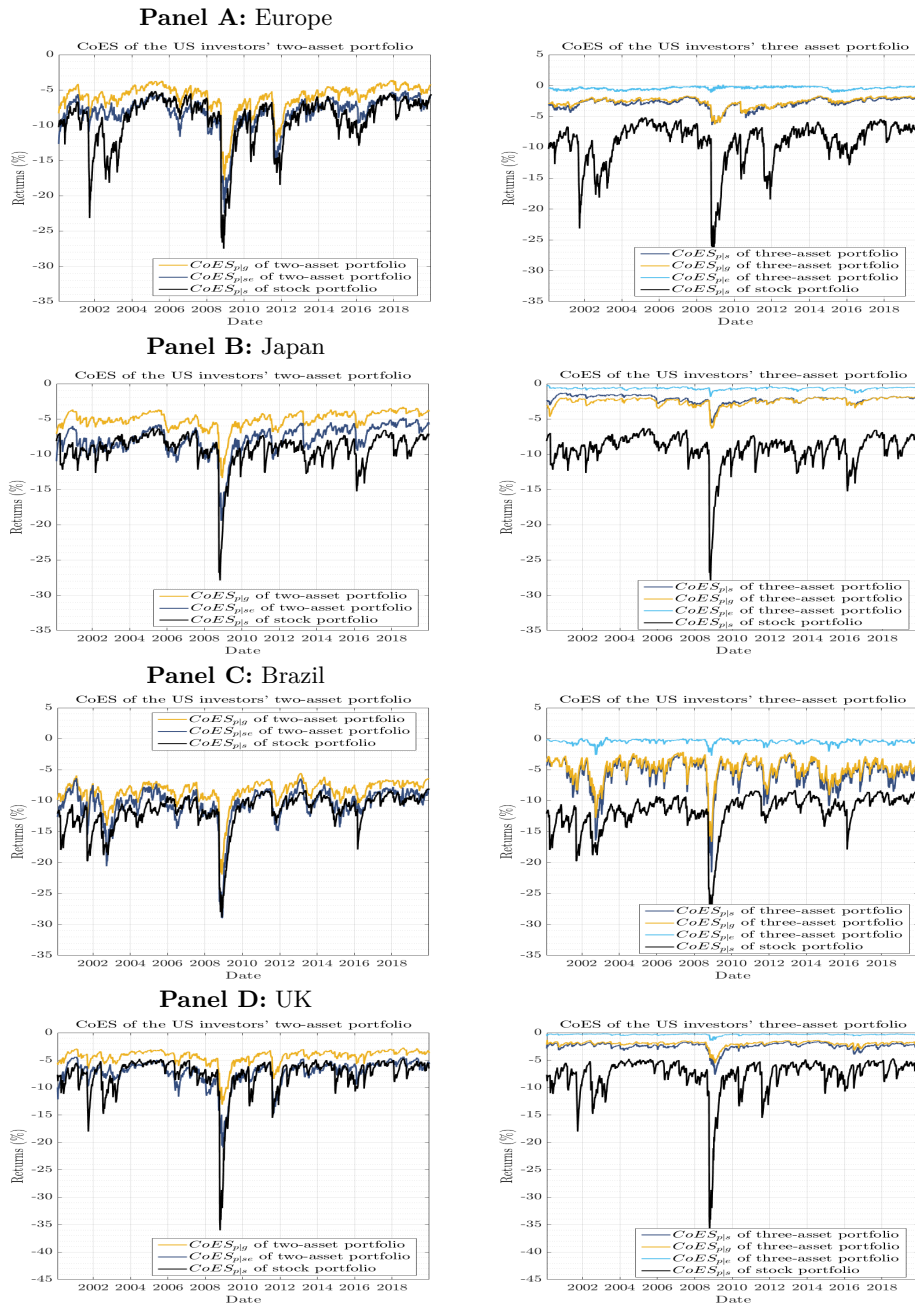 Panel A: Europe
CoES of the US investors' two-asset portfolio
0
-5
-10
-15
-20
-25
-30
-35
Returns (%)
CoES_{p|g} of two-asset portfolio
CoES_{p|se} of two-asset portfolio
CoES_{p|s} of stock portfolio
2002 2004 2006 2008 2010 2012 2014 2016 2018
Date
CoES of the US investors' three asset portfolio
5
0
-5
-10
-15
-20
-25
-30
-35
Returns (%)
CoES_{p|s} of three-asset portfolio
CoES_{p|g} of three-asset portfolio
CoES_{p|e} of three-asset portfolio
CoES_{p|s} of stock portfolio
2002 2004 2006 2008 2010 2012 2014 2016 2018
Date
Panel B: Japan
CoES of the US investors' two-asset portfolio
0
-5
-10
-15
-20
-25
-30
-35
Returns (%)
CoES_{p|g} of two-asset portfolio
CoES_{p|se} of two-asset portfolio
CoES_{p|s} of stock portfolio
2002 2004 2006 2008 2010 2012 2014 2016 2018
Date
CoES of the US investors' three-asset portfolio
0
-5
-10
-15
-20
-25
-30
-35
Returns (%)
CoES_{p|s} of three-asset portfolio
CoES_{p|g} of three-asset portfolio
CoES_{p|e} of three-asset portfolio
CoES_{p|s} of stock portfolio
2002 2004 2006 2008 2010 2012 2014 2016 2018
Date
Panel C: Brazil
CoES of the US investors' two-asset portfolio
5
0
-5
-10
-15
-20
-25
-30
-35
Returns (%)
CoES_{p|g} of two-asset portfolio
CoES_{p|se} of two-asset portfolio
CoES_{p|s} of stock portfolio
2002 2004 2006 2008 2010 2012 2014 2016 2018
Date
CoES of the US investors' three-asset portfolio
5
0
-5
-10
-15
-20
-25
-30
-35
Returns (%)
CoES_{p|s} of three-asset portfolio
CoES_{p|g} of three-asset portfolio
CoES_{p|e} of three-asset portfolio
CoES_{p|s} of stock portfolio
2002 2004 2006 2008 2010 2012 2014 2016 2018
Date
Panel D: UK
CoES of the US investors' two-asset portfolio
0
-5
-10
-15
-20
-25
-30
-35
-40
-45
Returns (%)
CoES_{p|g} of two-asset portfolio
CoES_{p|se} of two-asset portfolio
CoES_{p|s} of stock portfolio
2002 2004 2006 2008 2010 2012 2014 2016 2018
Date
CoES of the US investors' three-asset portfolio
0
-5
-10
-15
-20
-25
-30
-35
-40
-45
Returns (%)
CoES_{p|s} of three-asset portfolio
CoES_{p|g} of three-asset portfolio
CoES_{p|e} of three-asset portfolio
CoES_{p|s} of stock portfolio
2002 2004 2006 2008 2010 2012 2014 2016 2018
Date